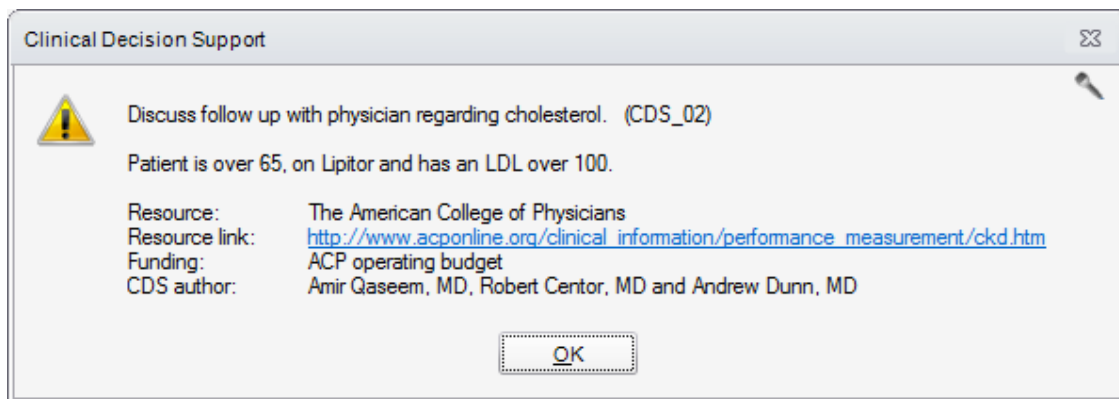 Clinical Decision Support
Discuss follow up with physician regarding cholesterol. (CDS_02)
Patient is over 65, on Lipitor and has an LDL over 100.
Resource: The American College of Physicians
Resource link: http://www.acponline.org/clinical_information/performance_measurement/ckd.htm
Funding: ACP operating budget
CDS author: Amir Qaseem, MD, Robert Centor, MD and Andrew Dunn, MD
OK